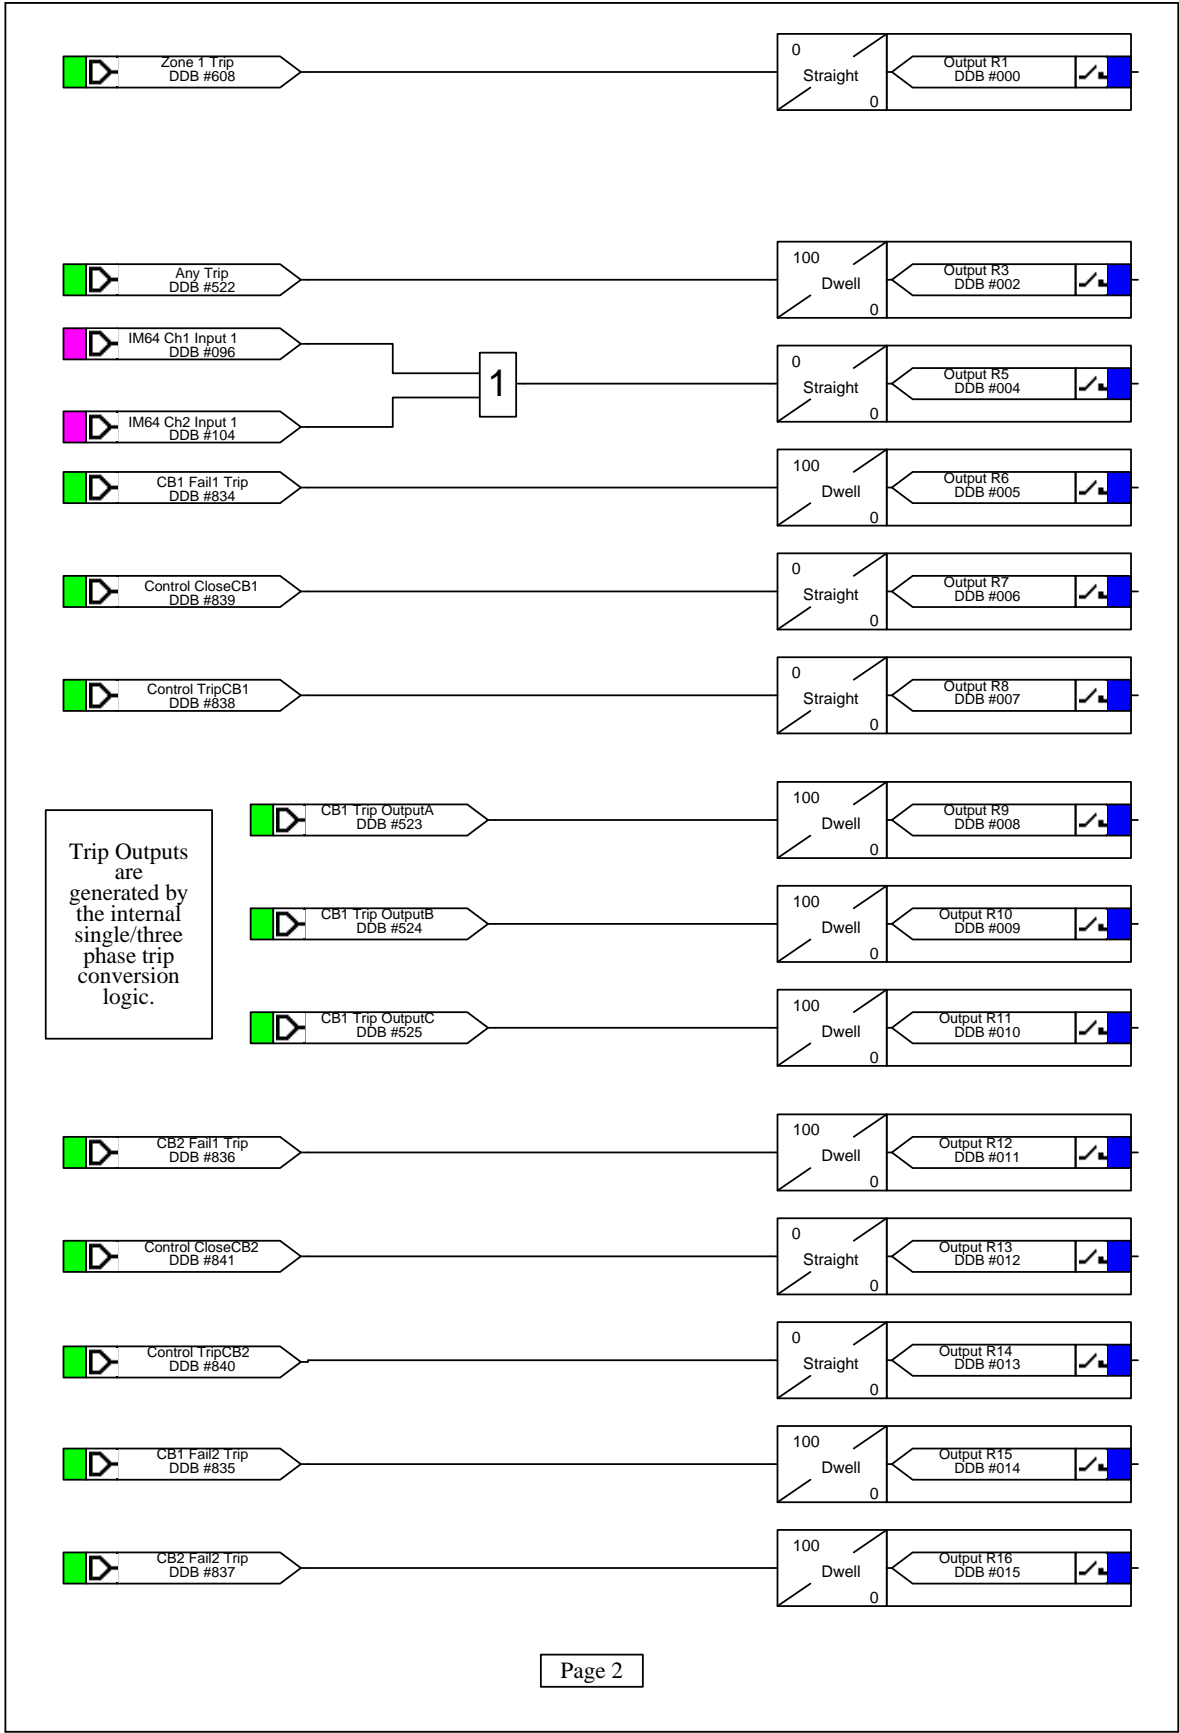 Zone 1 Trip
DDB #608
0
Straight
0
Output R1
DDB #000
Any Trip
DDB #522
100
Dwell
0
Output R3
DDB #002
IM64 Ch1 Input 1
DDB #096
IM64 Ch2 Input 1
DDB #104
1
0
Straight
0
Output R5
DDB #004
CB1 Fail1 Trip
DDB #834
100
Dwell
0
Output R6
DDB #005
Control CloseCB1
DDB #839
0
Straight
0
Output R7
DDB #006
Control TripCB1
DDB #838
0
Straight
0
Output R8
DDB #007
Trip Outputs
are
generated by
the internal
single/three
phase trip
conversion
logic.
CB1 Trip OutputA
DDB #523
100
Dwell
0
Output R9
DDB #008
CB1 Trip OutputB
DDB #524
100
Dwell
0
Output R10
DDB #009
CB1 Trip OutputC
DDB #525
100
Dwell
0
Output R11
DDB #010
CB2 Fail1 Trip
DDB #836
100
Dwell
0
Output R12
DDB #011
Control CloseCB2
DDB #841
0
Straight
0
Output R13
DDB #012
Control TripCB2
DDB #840
0
Straight
0
Output R14
DDB #013
CB1 Fail2 Trip
DDB #835
100
Dwell
0
Output R15
DDB #014
CB2 Fail2 Trip
DDB #837
100
Dwell
0
Output R16
DDB #015
Page 2